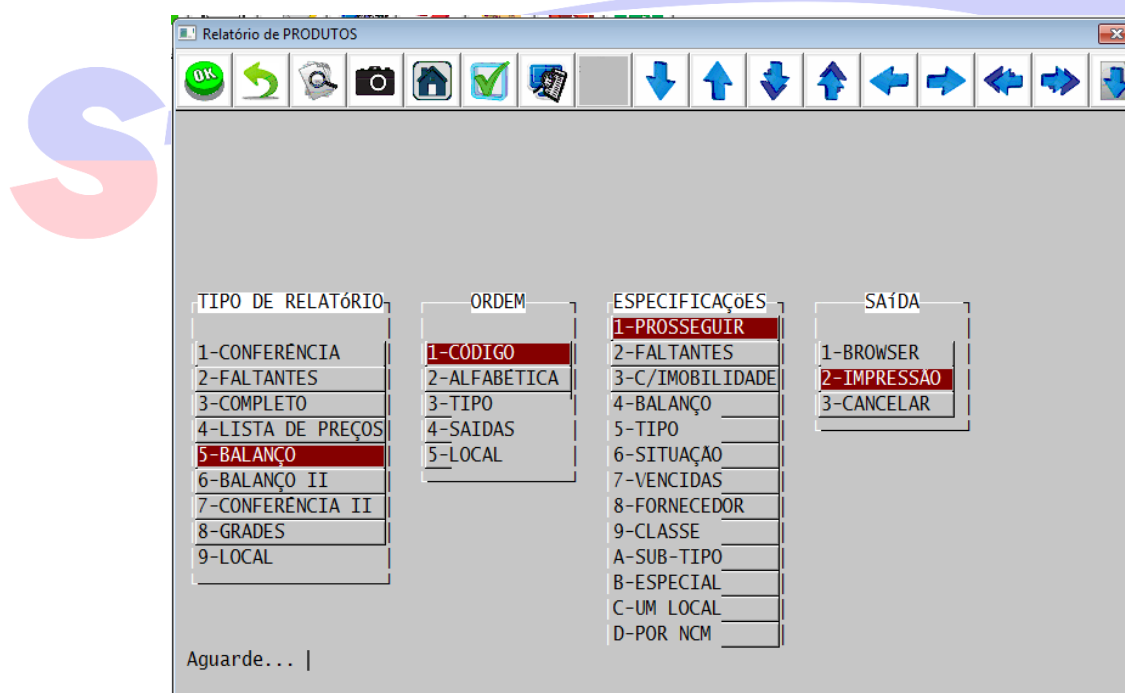 Relatório de PRODUTOS
OK
TIPO DE RELATóRIO
1-CONFERÊNCIA
2-FALTANTES
3-COMPLETO
4-LISTA DE PREÇOS
5-BALANÇO
6-BALANÇO II
7-CONFERÊNCIA II
8-GRADES
9-LOCAL
ORDEM
1-CÓDIGO
2-ALFABÉTICA
3-TIPO
4-SAIDAS
5-LOCAL
ESPECIFICAÇöES
1-PROSSEGUIR
2-FALTANTES
3-C/IMOBILIDADE
4-BALANÇO
5-TIPO
6-SITUAÇÃO
7-VENCIDAS
8-FORNECEDOR
9-CLASSE
A-SUB-TIPO
B-ESPECIAL
C-UM LOCAL
D-POR NCM
SAíDA
1-BROWSER
2-IMPRESSÃO
3-CANCELAR
Aguarde...